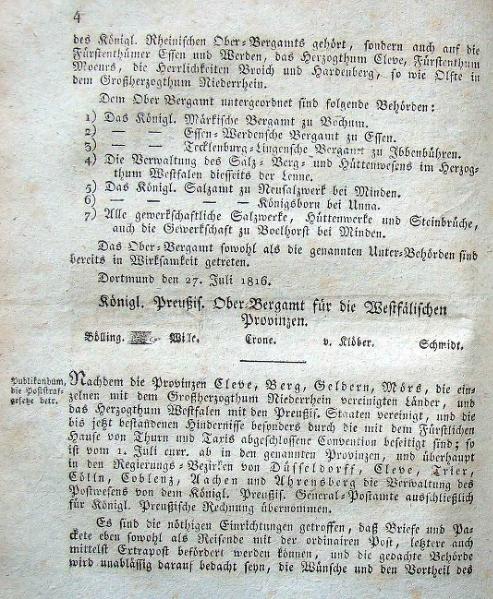 4
des Königl. Rheinischen Ober-Bergamts gehört, sondern auch auf die
Fürstenthümer Essen und Werden, das Herzogthum Cleve, Fürstenthum
Moeurs, die Herrlichkeiten Broich und Hardenberg, so wie Olfte in
dem Großherzogthum Niederrhein.
Dem Ober Bergamt untergeordnet sind folgende Behörden:
1) Das Königl. Märkische Bergamt zu Bochum.
2) — — Essen-Werdensche Bergamt zu Essen.
3) — — Tecklenburg-Lingensche Bergamt zu Ibbenbühren.
4) Die Verwaltung des Salz- Berg- und Hüttenwesens im Herzog-
thum Westfalen diesseits der Lenne.
5) Das Königl. Salzamt zu Neusalzwerk bei Minden.
6) — — — Königsborn bei Unna.
7) Alle gewerkschaftliche Salzwerke, Hüttenwerke und Steinbrüche,
auch die Gewerkschaft zu Boelhorst bei Minden.
Das Ober-Bergamt sowohl als die genannten Unter-Behörden sind
bereits in Wirksamkeit getreten.
Dortmund den 27. Juli 1816.
Königl. Preußis. Ober-Bergamt für die Westfälischen
Provinzen.
Bölling. Wille. Crone. v. Klöber. Schmidt.
Publikandum,
die Poststraf-
gesetze betr.
Nachdem die Provinzen Cleve, Berg, Geldern, Mörs, die ein-
zelnen mit dem Großherzogthum Niederrhein vereinigten Länder, und
das Herzogthum Westfalen mit den Preußis. Staaten vereinigt, und die
bis jetzt bestandenen Hindernisse besonders durch die mit dem Fürstlichen
Hause von Thurn und Taxis abgeschlossene Convention beseitigt sind; so
ist vom 1. Juli curr. ab in den genannten Provinzen, und überhaupt
in den Regierungs-Bezirken von Düsseldorff, Cleve, Trier,
Cölln, Coblenz, Aachen und Ahrensberg die Verwaltung des
Postwesens von dem Königl. Preußis. General-Postamte ausschließlich
für Königl. Preußische Rechnung übernommen.
Es sind die nöthigen Einrichtungen getroffen, daß Briefe und Pa-
ckete eben sowohl als Reisende mit der ordinairen Post, letztere auch
mittelst Extrapost befördert werden können, und die gedachte Behörde
wird unablässig darauf bedacht seyn, die Wünsche und den Vortheil des